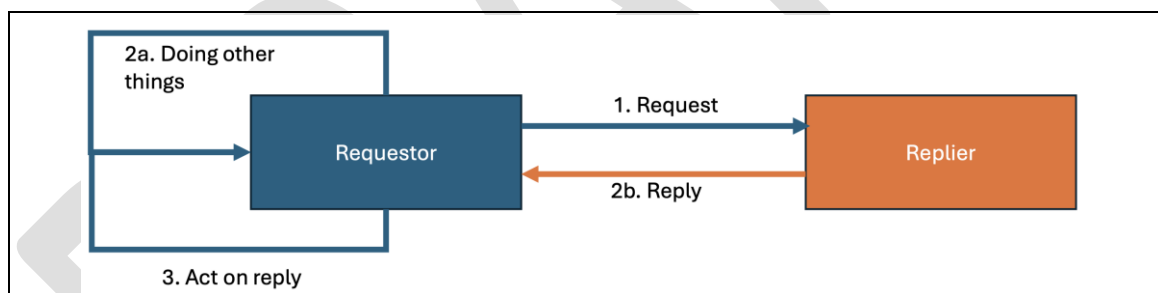 2a. Doing other
things
1. Request
Requestor
Replier
2b. Reply
3. Act on reply